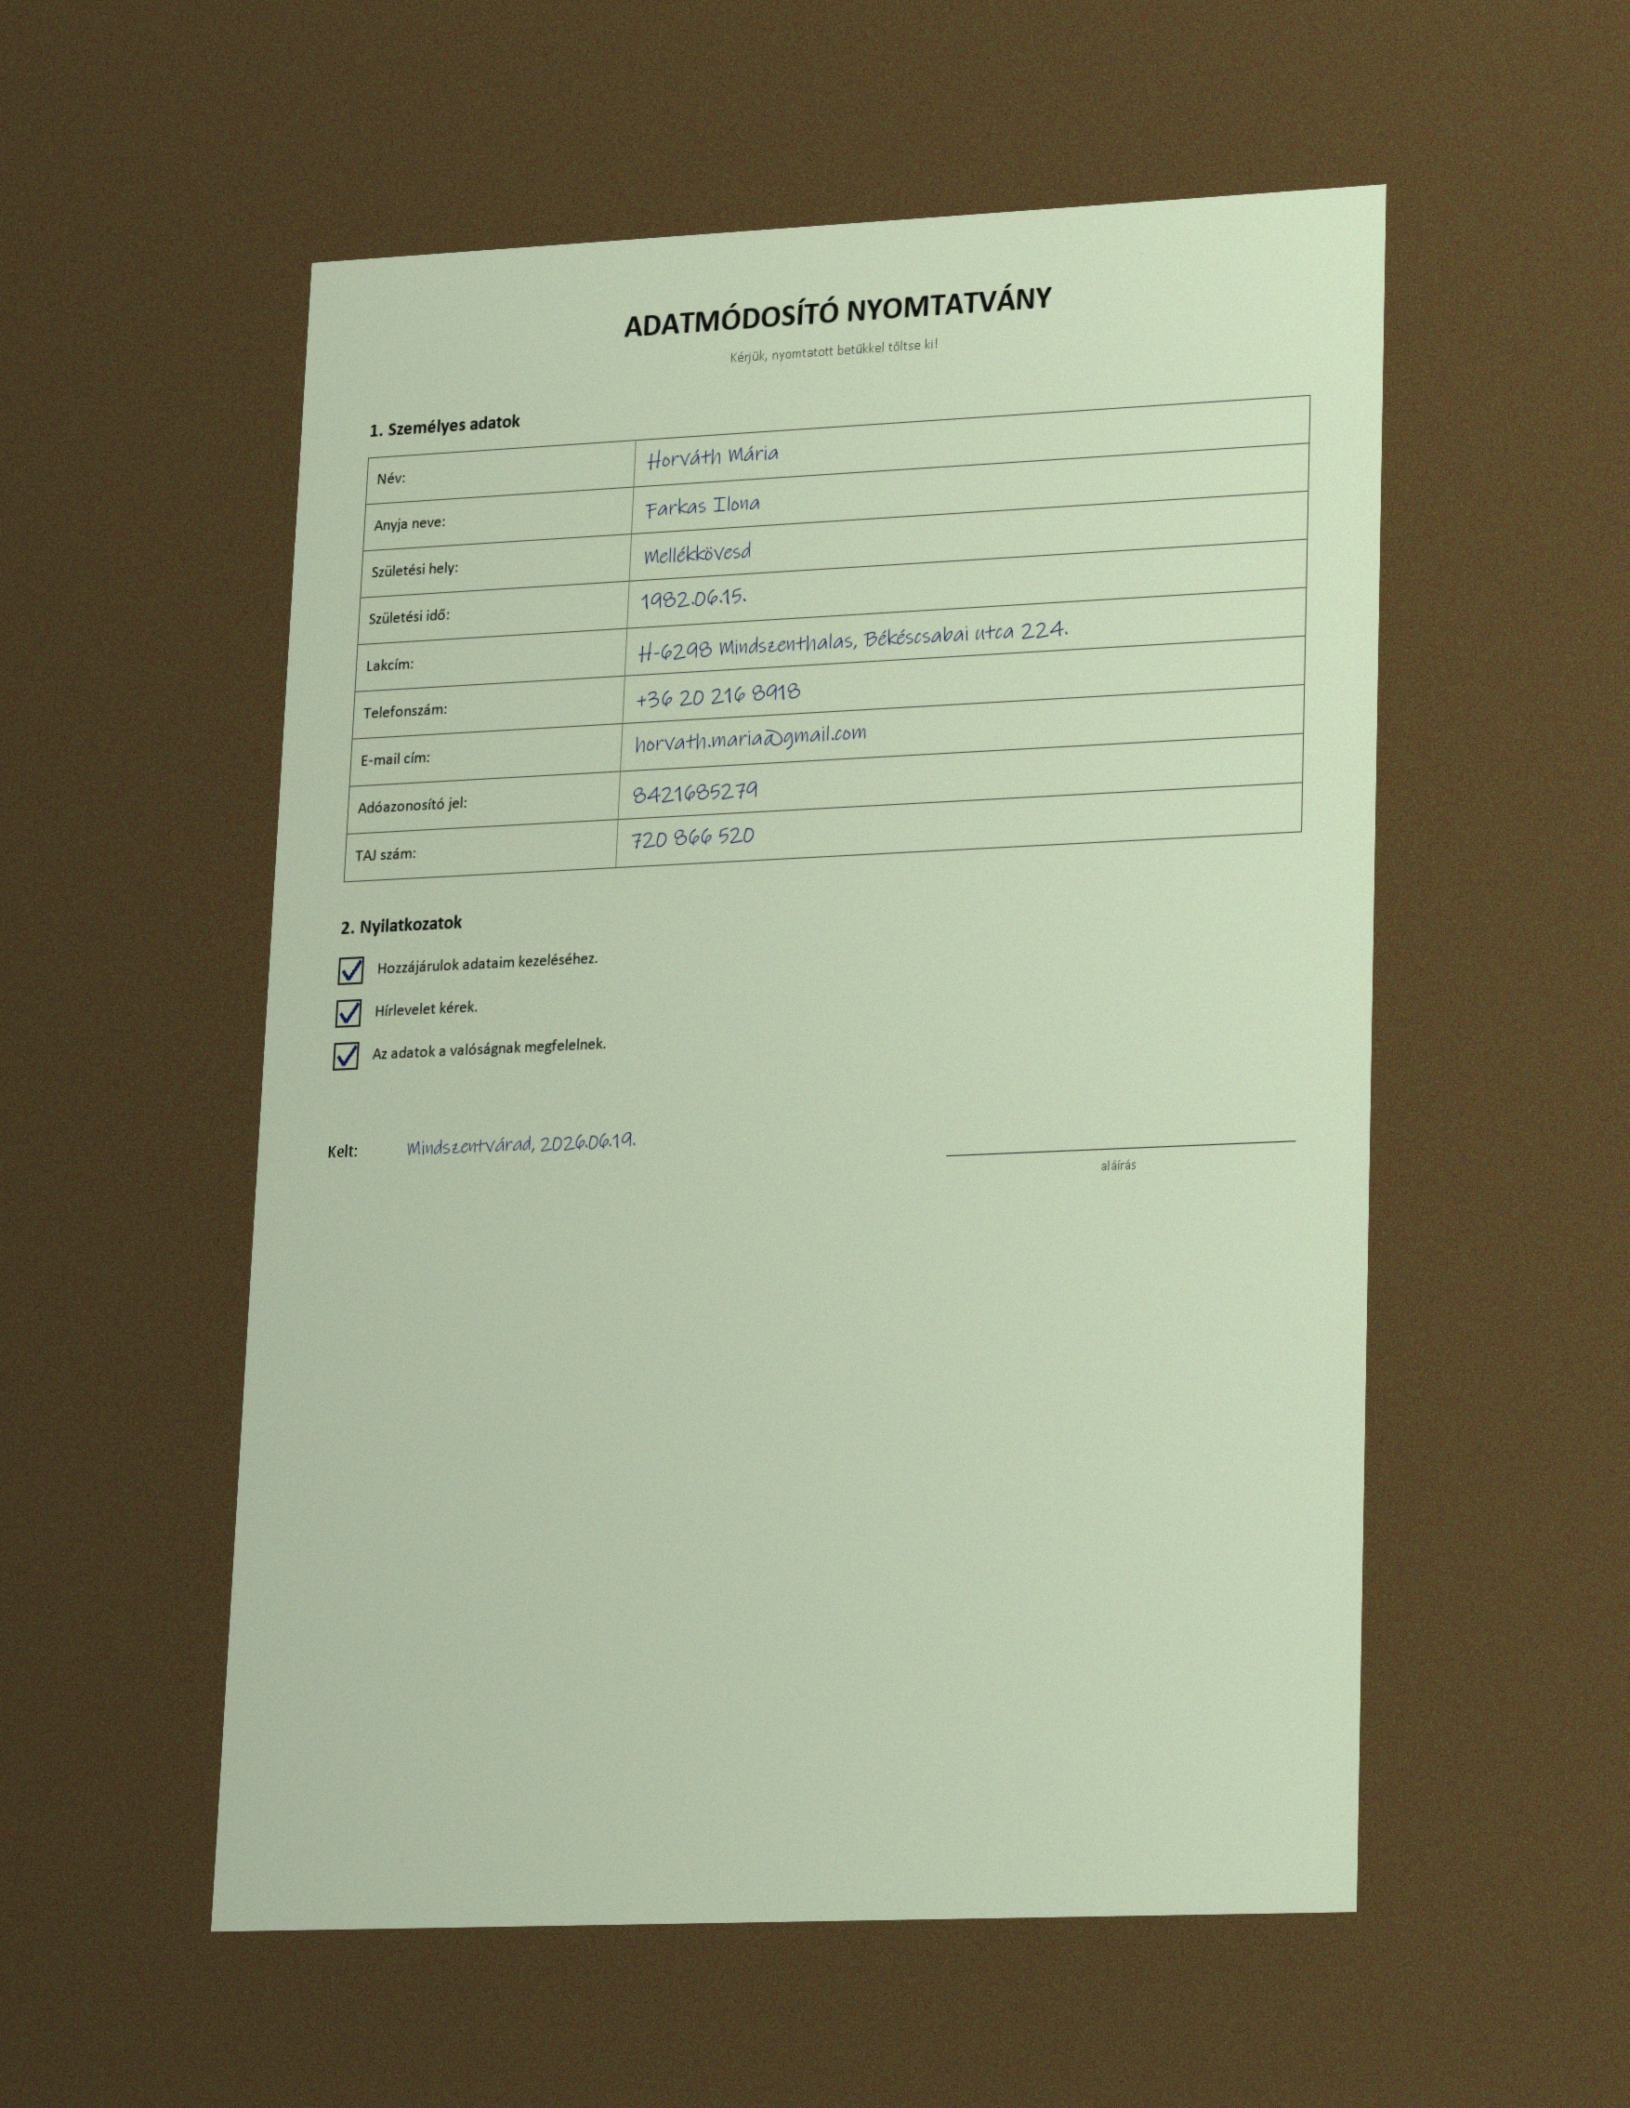 ADATMÓDOSÍTÓ NYOMTATVÁNY
Kérjük, nyomtatott betűkkel töltse ki!
1. Személyes adatok
Név: Horváth Mária
Anyja neve: Farkas Ilona
Születési hely: Mellékkövesd
Születési idő: 1982.06.15.
Lakcím: H-6298 Mindszenthalas, Békéscsabai utca 224.
Telefonszám: +36 20 216 8918
E-mail cím: horvath.maria@gmail.com
Adóazonosító jel: 8421685279
TAJ szám: 720 866 520
2. Nyilatkozatok
Hozzájárulok adataim kezeléséhez.
Hírlevelet kérek.
Az adatok a valóságnak megfelelnek.
Kelt: Mindszentvárad, 2026.06.19.
aláírás